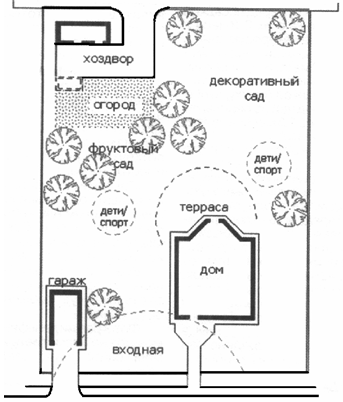 хоздвор
декоративный
сад
огород
фруктовый
сад
дети/
спорт
дети/
спорт
терраса
дом
гараж
входная